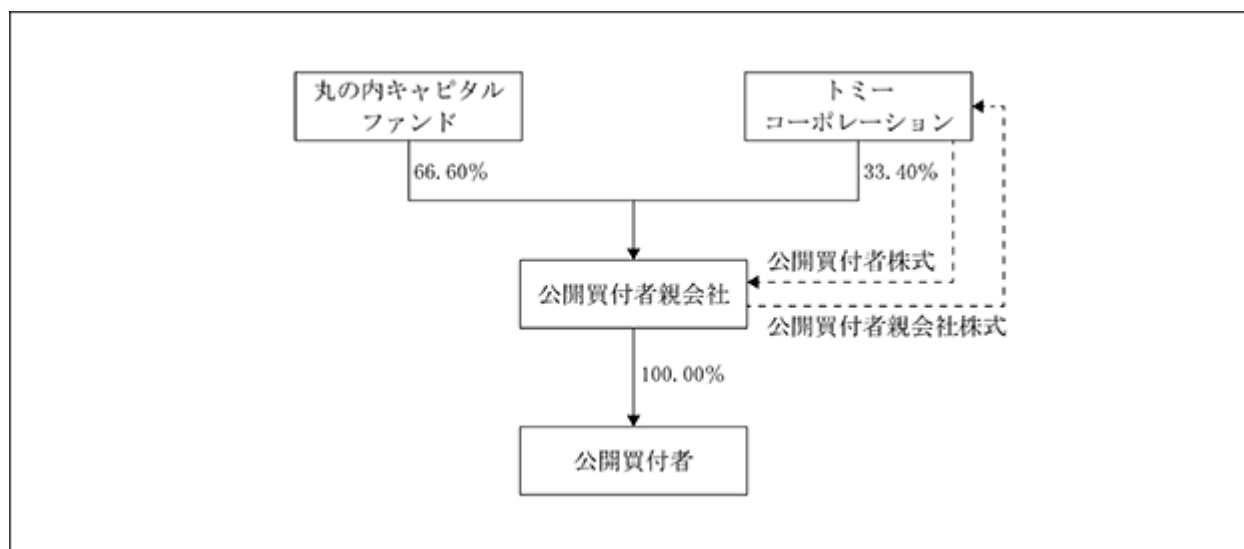 丸の内キャピタル
ファンド
トミー
コーポレーション
66.60%
33.40%
公開買付者株式
公開買付者親会社
公開買付者親会社株式
100.00%
公開買付者